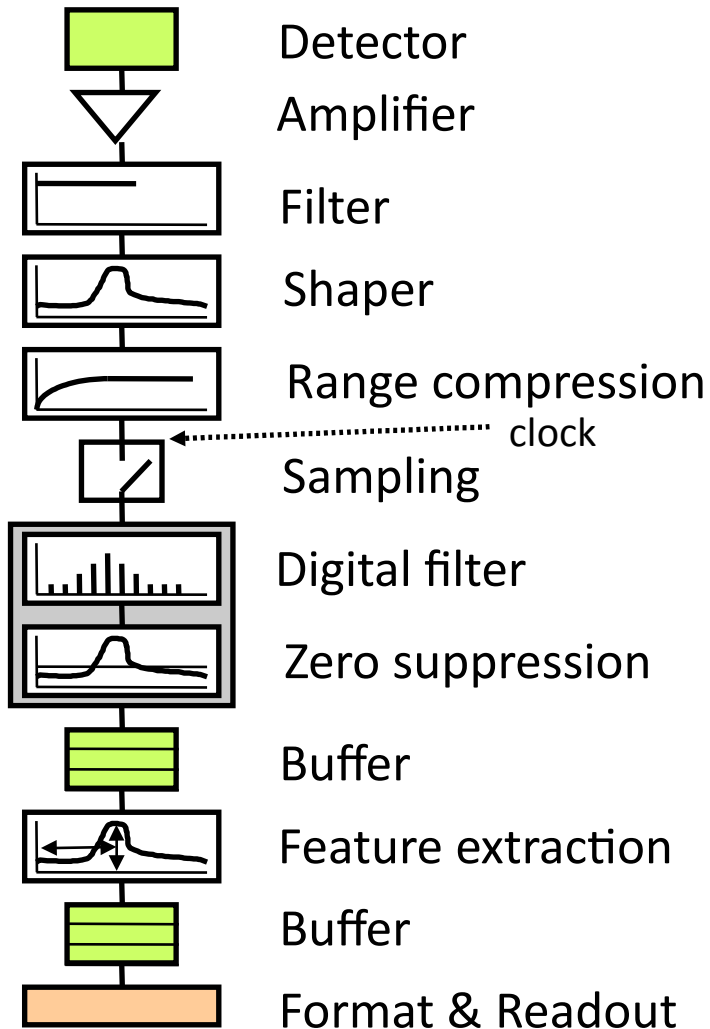 Detector
Amplifier
Filter
Shaper
Range compression
clock
Sampling
Digital filter
Zero suppression
Buffer
Feature extraction
Buffer
Format & Readout